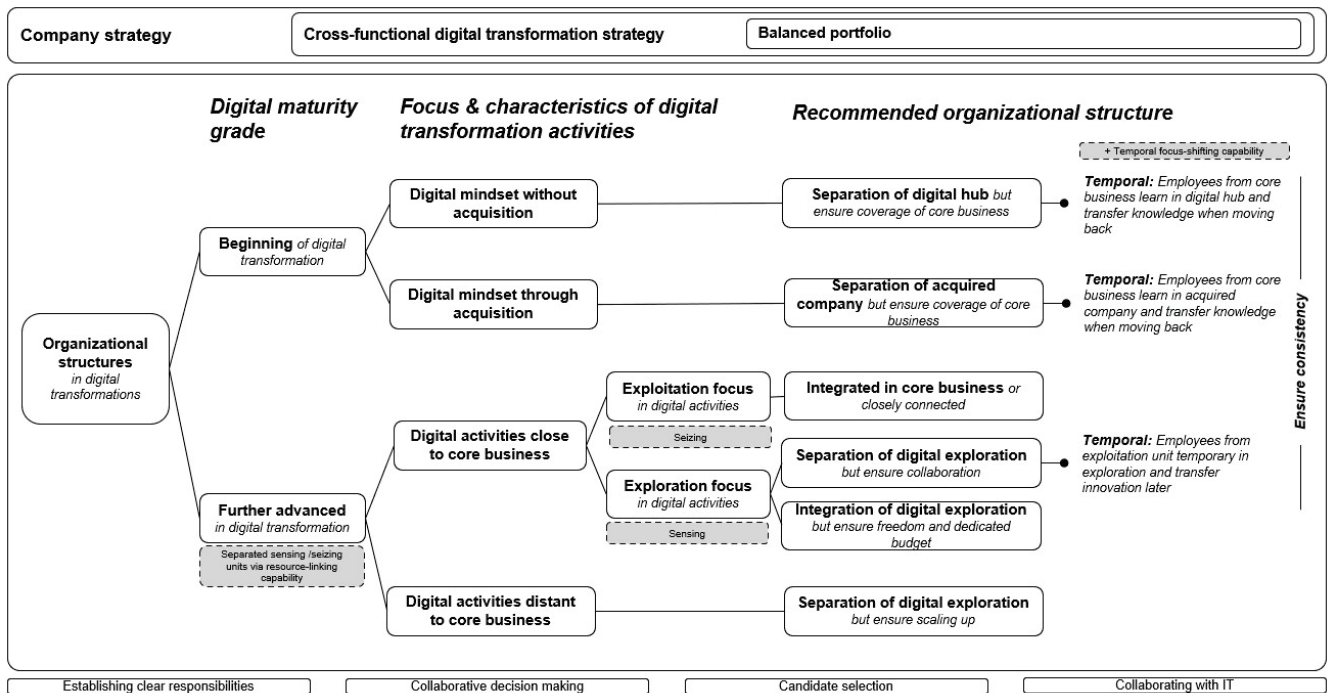 Company strategy
Cross-functional digital transformation strategy
Balanced portfolio
Digital maturity
grade
Focus & characteristics of digital
transformation activities
Recommended organizational structure
+ Temporal focus-shifting capability
Organizational
structures
in digital
transformations
Beginning of digital
transformation
Digital mindset without
acquisition
Separation of digital hub but
ensure coverage of core business
Temporal: Employees from core
business learn in digital hub and
transfer knowledge when moving
back
Digital mindset through
acquisition
Separation of acquired
company but ensure coverage of core
business
Temporal: Employees from core
business learn in acquired
company and transfer knowledge
when moving back
Further advanced
in digital transformation
Separated sensing /seizing
units via resource-linking
capability
Digital activities close
to core business
Exploitation focus
in digital activities
Seizing
Integrated in core business or
closely connected
Exploration focus
in digital activities
Sensing
Separation of digital exploration
but ensure collaboration
Temporal: Employees from
exploitation unit temporary in
exploration and transfer
innovation later
Integration of digital exploration
but ensure freedom and dedicated
budget
Digital activities distant
to core business
Separation of digital exploration
but ensure scaling up
Ensure consistency
Establishing clear responsibilities
Collaborative decision making
Candidate selection
Collaborating with IT